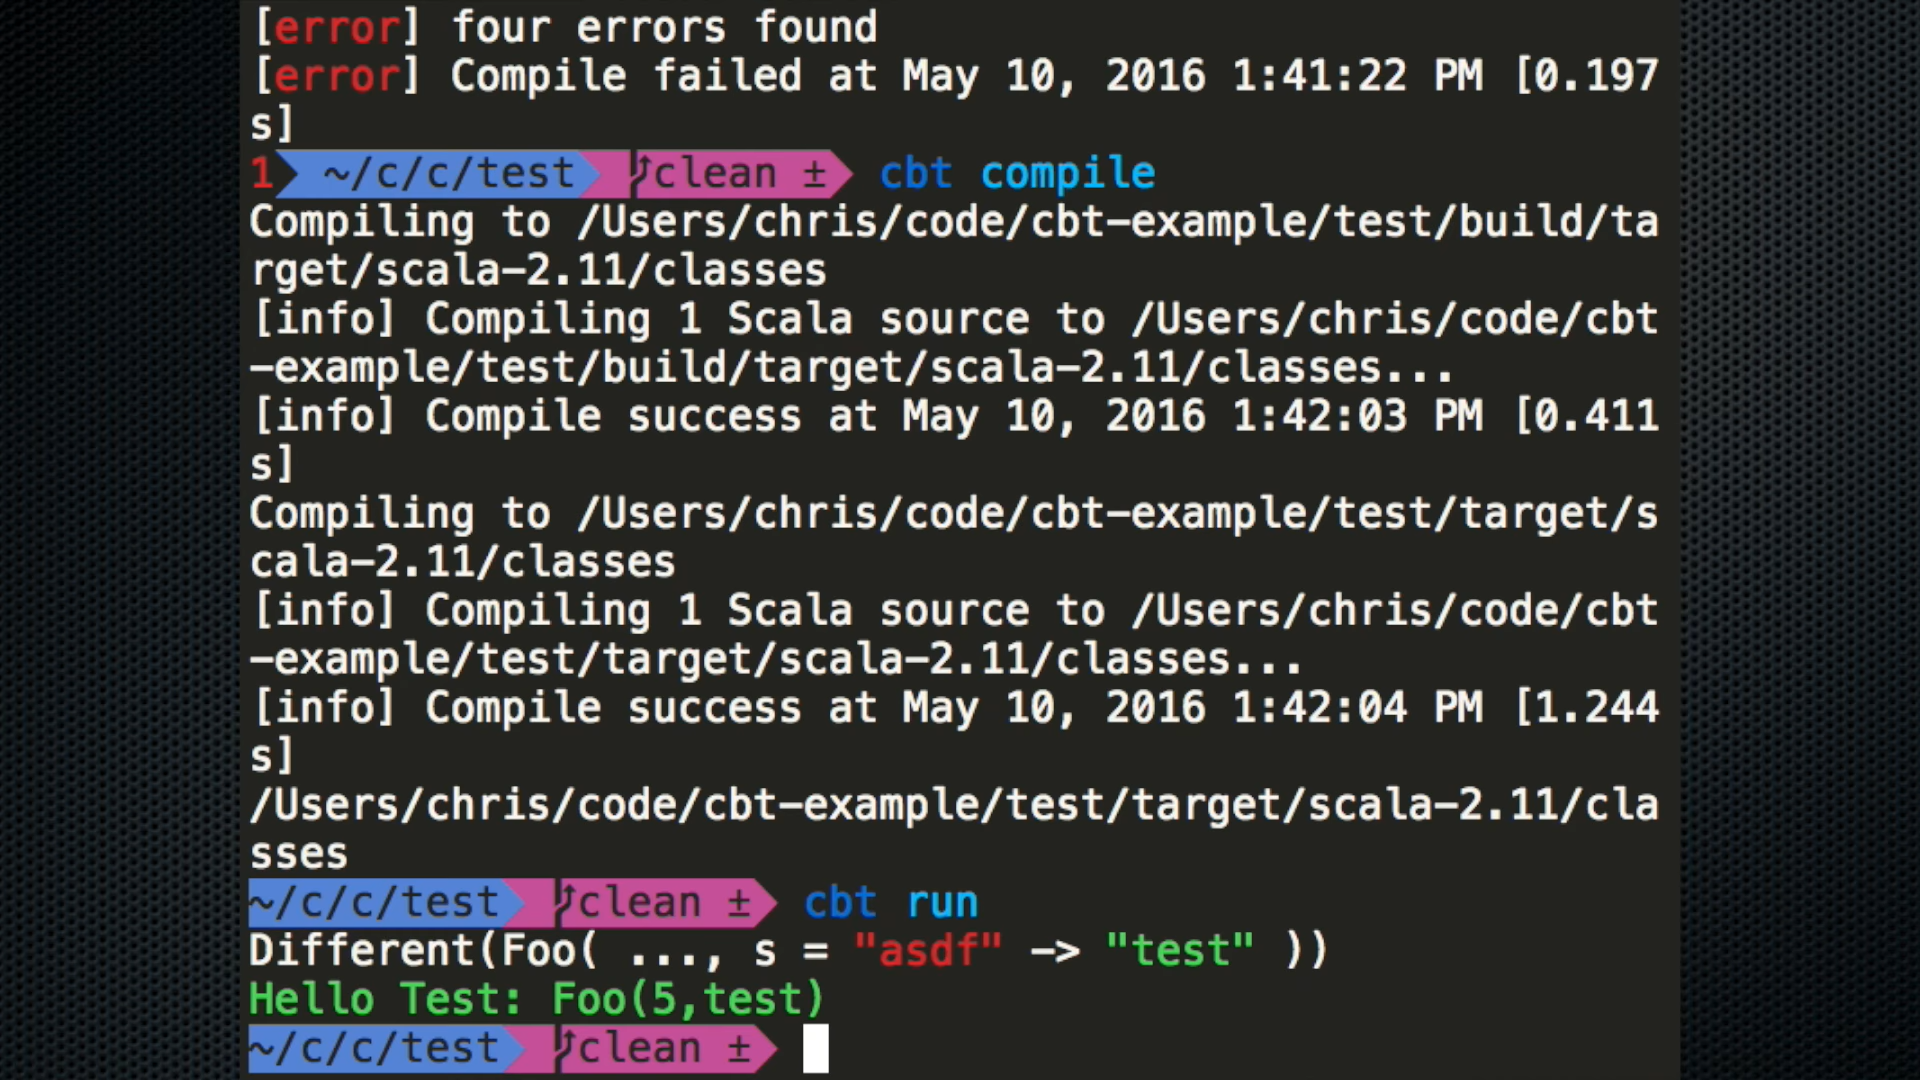 [error] four errors found
[error] Compile failed at May 10, 2016 1:41:22 PM [0.197
s]
1 ~/c/c/test clean ± cbt compile
Compiling to /Users/chris/code/cbt-example/test/build/ta
rget/scala-2.11/classes
[info] Compiling 1 Scala source to /Users/chris/code/cbt
-example/test/build/target/scala-2.11/classes...
[info] Compile success at May 10, 2016 1:42:03 PM [0.411
s]
Compiling to /Users/chris/code/cbt-example/test/target/s
cala-2.11/classes
[info] Compiling 1 Scala source to /Users/chris/code/cbt
-example/test/target/scala-2.11/classes...
[info] Compile success at May 10, 2016 1:42:04 PM [1.244
s]
/Users/chris/code/cbt-example/test/target/scala-2.11/cla
sses
~/c/c/test clean ± cbt run
Different(Foo( ..., s = "asdf" -> "test" ))
Hello Test: Foo(5,test)
~/c/c/test clean ±